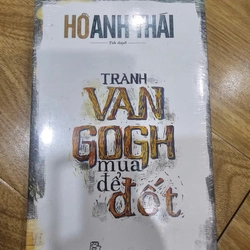 HỒ ANH THÁI
Tiểu thuyết
TRANH
VAN
GOGH
mua
để
đốt